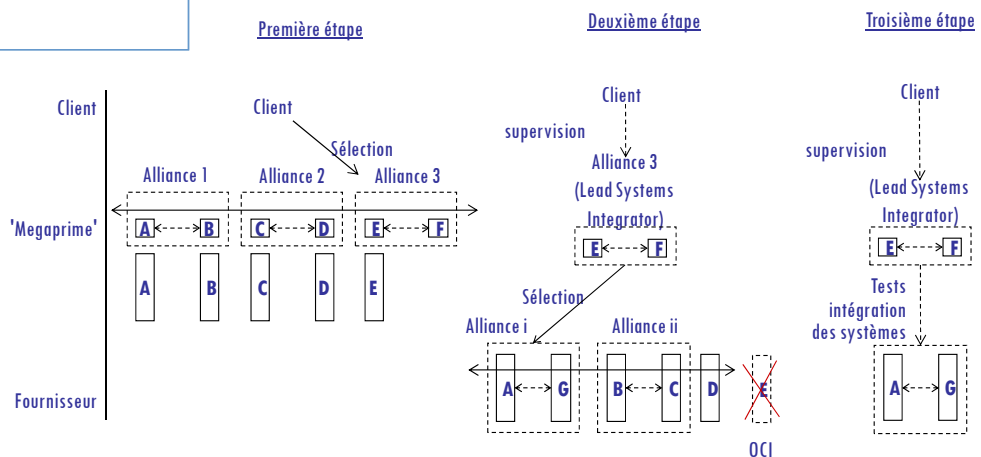 Première étape
Deuxième étape
Troisième étape
Client
'Megaprime'
Fournisseur
Client
Sélection
Alliance 1
Alliance 2
Alliance 3
A
B
C
D
E
F
A
B
C
D
E
Client
supervision
Alliance 3
(Lead Systems
Integrator)
E
F
Sélection
Alliance i
Alliance ii
A
G
B
C
D
E
OCI
Client
supervision
(Lead Systems
Integrator)
E
F
Tests
intégration
des systèmes
A
G